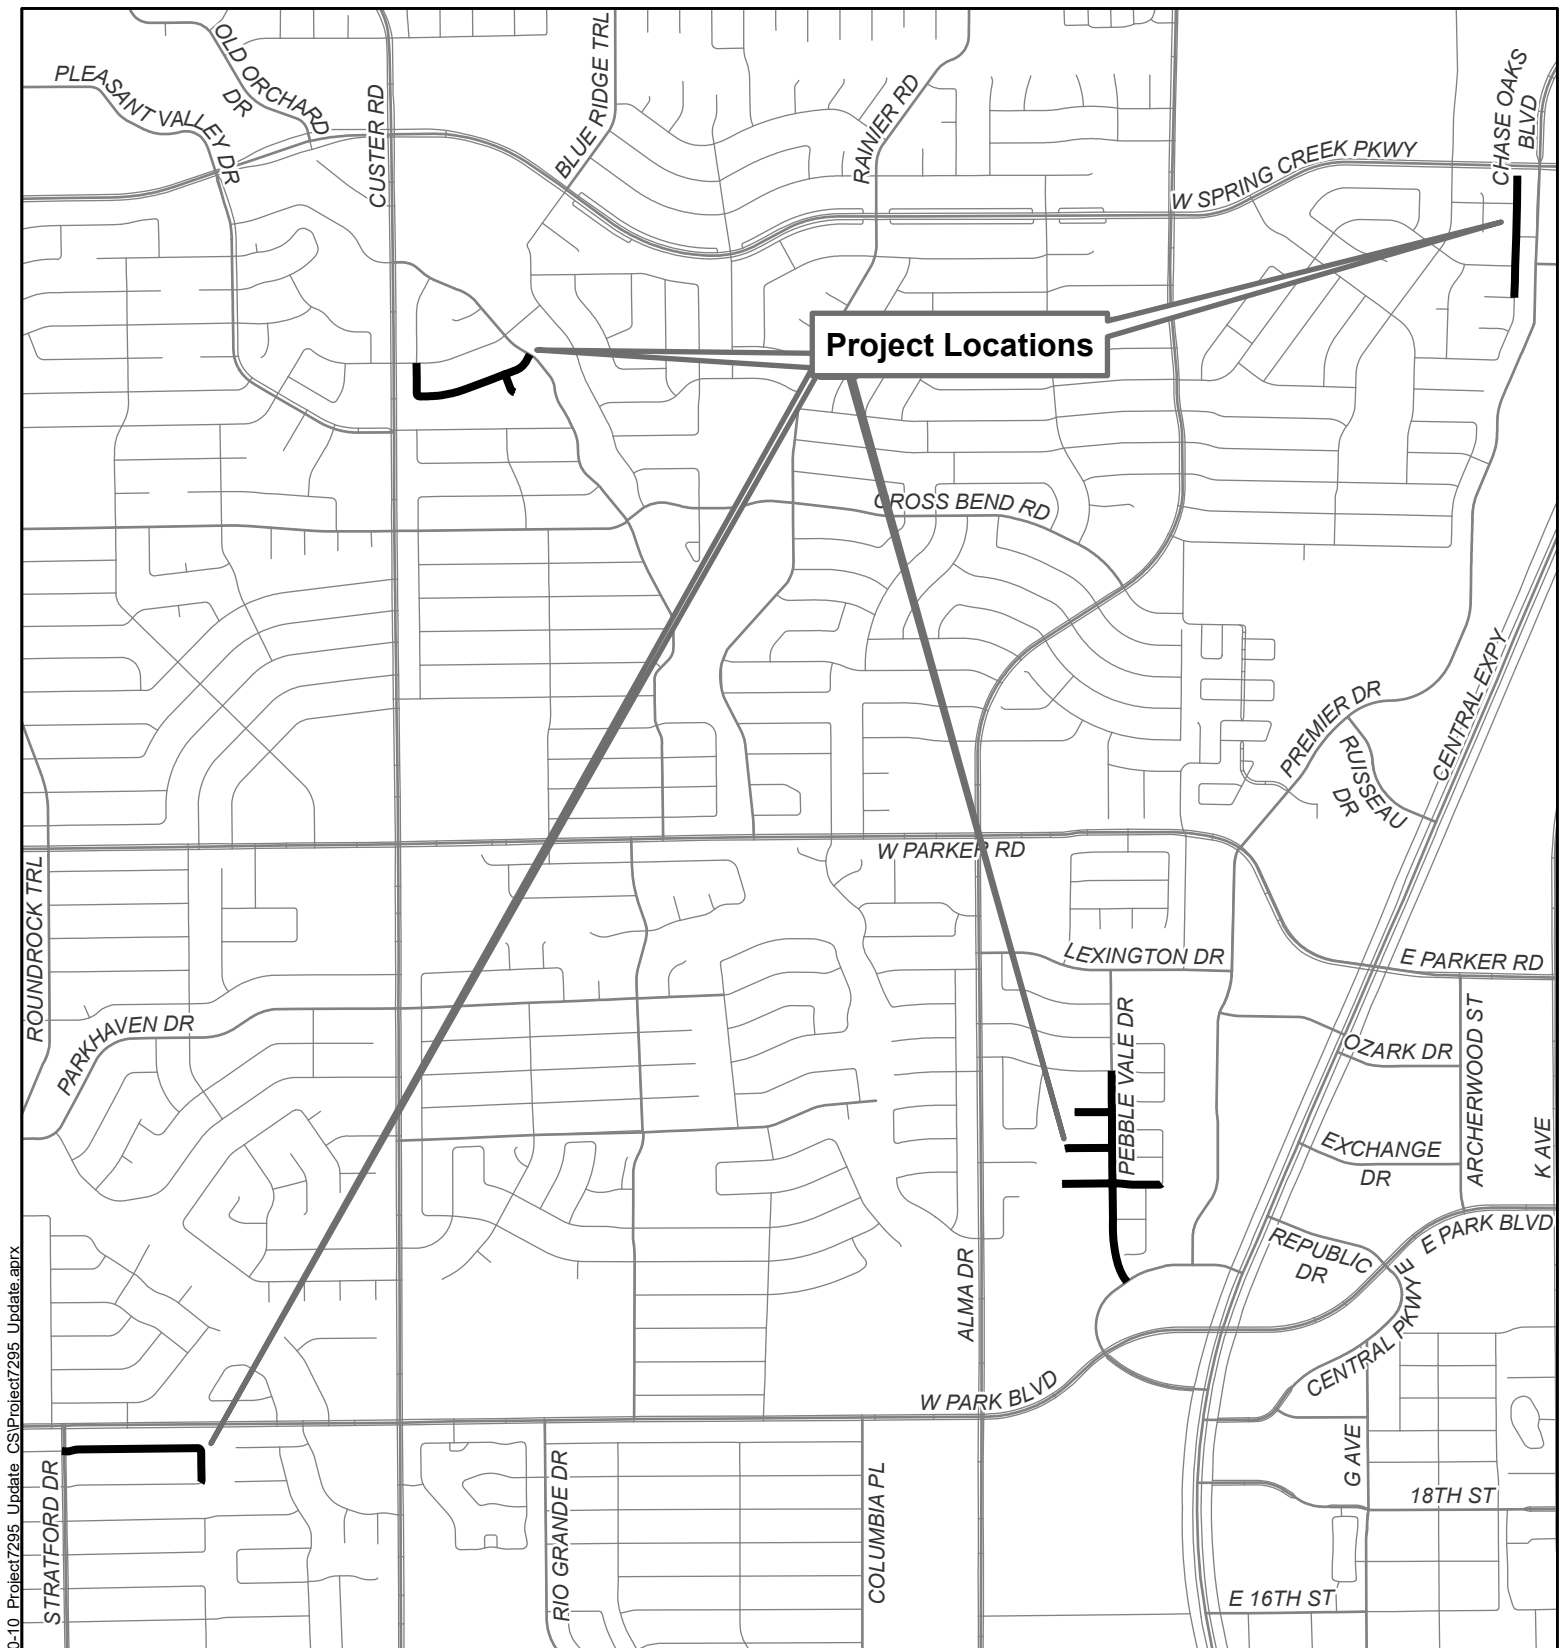 OLD ORCHARD
DR
PLEASANT VALLEY DR
CUSTER RD
BLUE RIDGE TRL
RAINIER RD
CHASE OAKS
BLVD
W SPRING CREEK PKWY
Project Locations
CROSS BEND RD
PREMIER DR
RUISSEAU
DR
CENTRAL EXPY
W PARKER RD
ROUNDROCK TRL
LEXINGTON DR
E PARKER RD
PARKHAVEN DR
PEBBLE VALE DR
OZARK DR
ARCHERWOOD ST
EXCHANGE
DR
K AVE
E PARK BLVD
REPUBLIC
DR
ALMA DR
CENTRAL PKWY E
W PARK BLVD
STRATFORD DR
RIO GRANDE DR
COLUMBIA PL
G AVE
18TH ST
E 16TH ST
0-10_Project7295_Update_CS\Project7295_Update.aprx